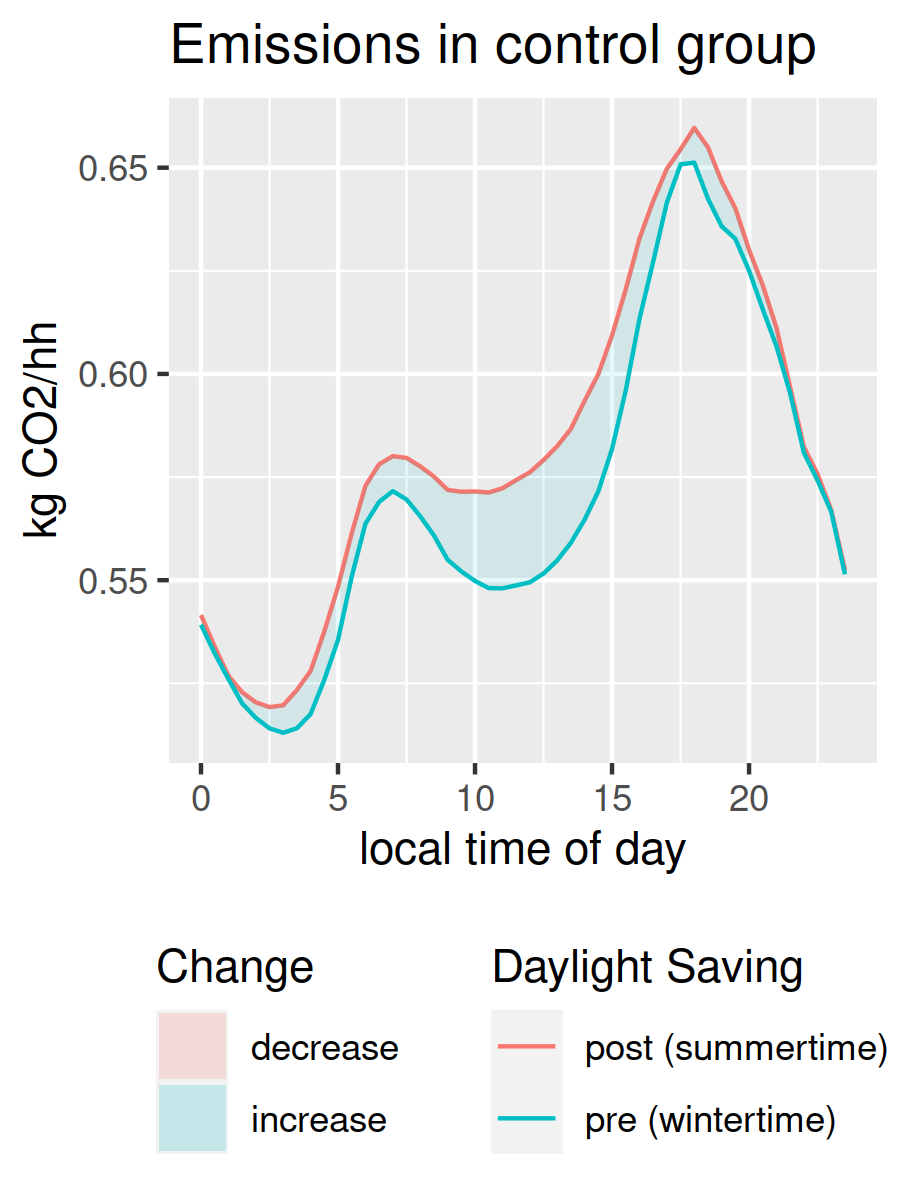 Emissions in control group
kg CO2/hh
0.65
0.60
0.55
0 5 10 15 20
local time of day
Change
decrease
increase
Daylight Saving
post (summertime)
pre (wintertime)